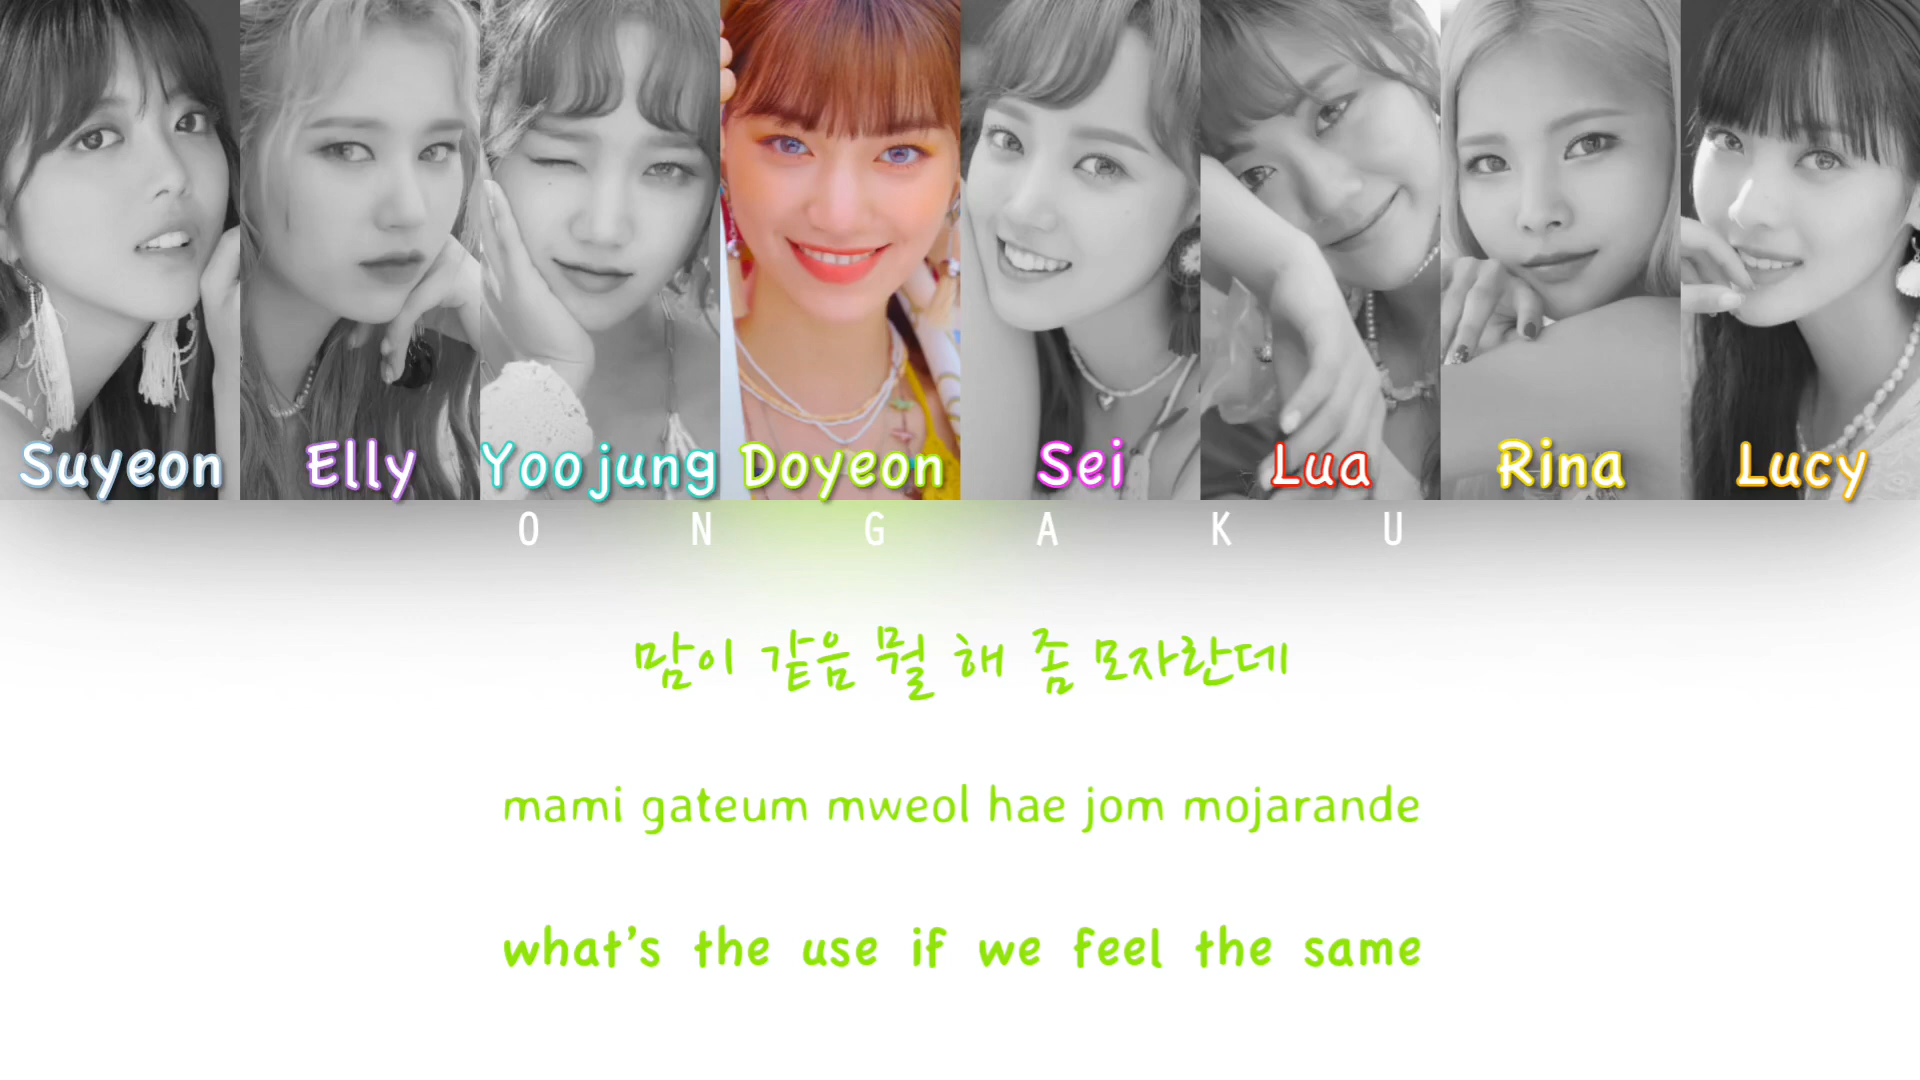 Suyeon Elly Yoojung Doyeon Sei Lua Rina Lucy
O N G A K U
맘이 같음 뭘 해 좀 모자란데
mami gateum mweol hae jom mojarande
what's the use if we feel the same